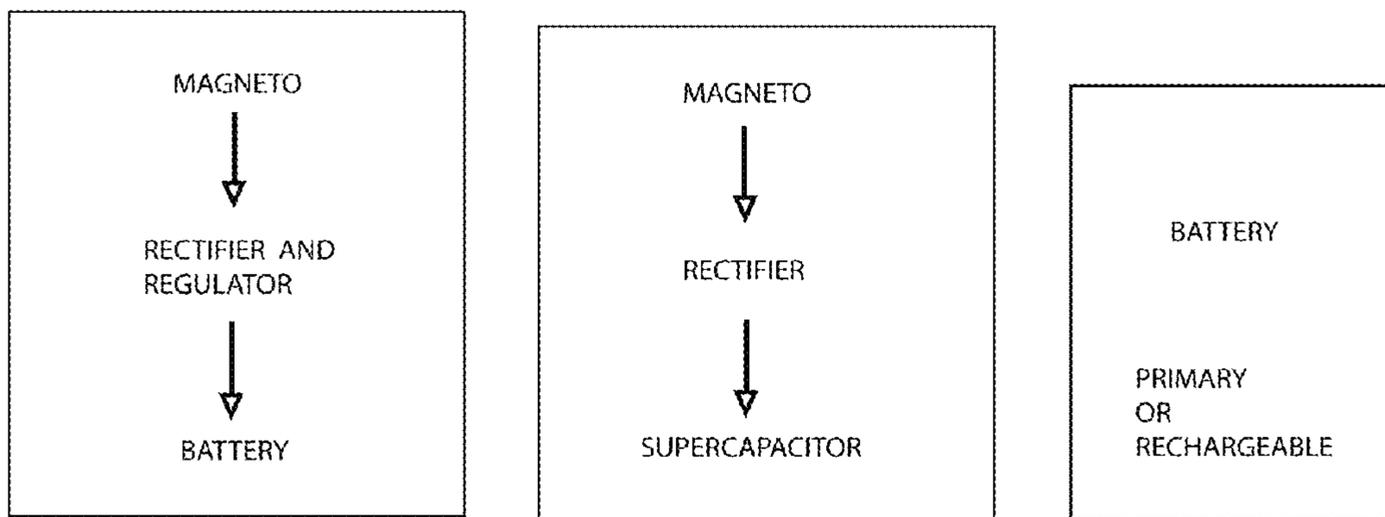 MAGNETO
RECTIFIER AND
REGULATOR
BATTERY
MAGNETO
RECTIFIER
SUPERCAPACITOR
BATTERY
PRIMARY
OR
RECHARGEABLE